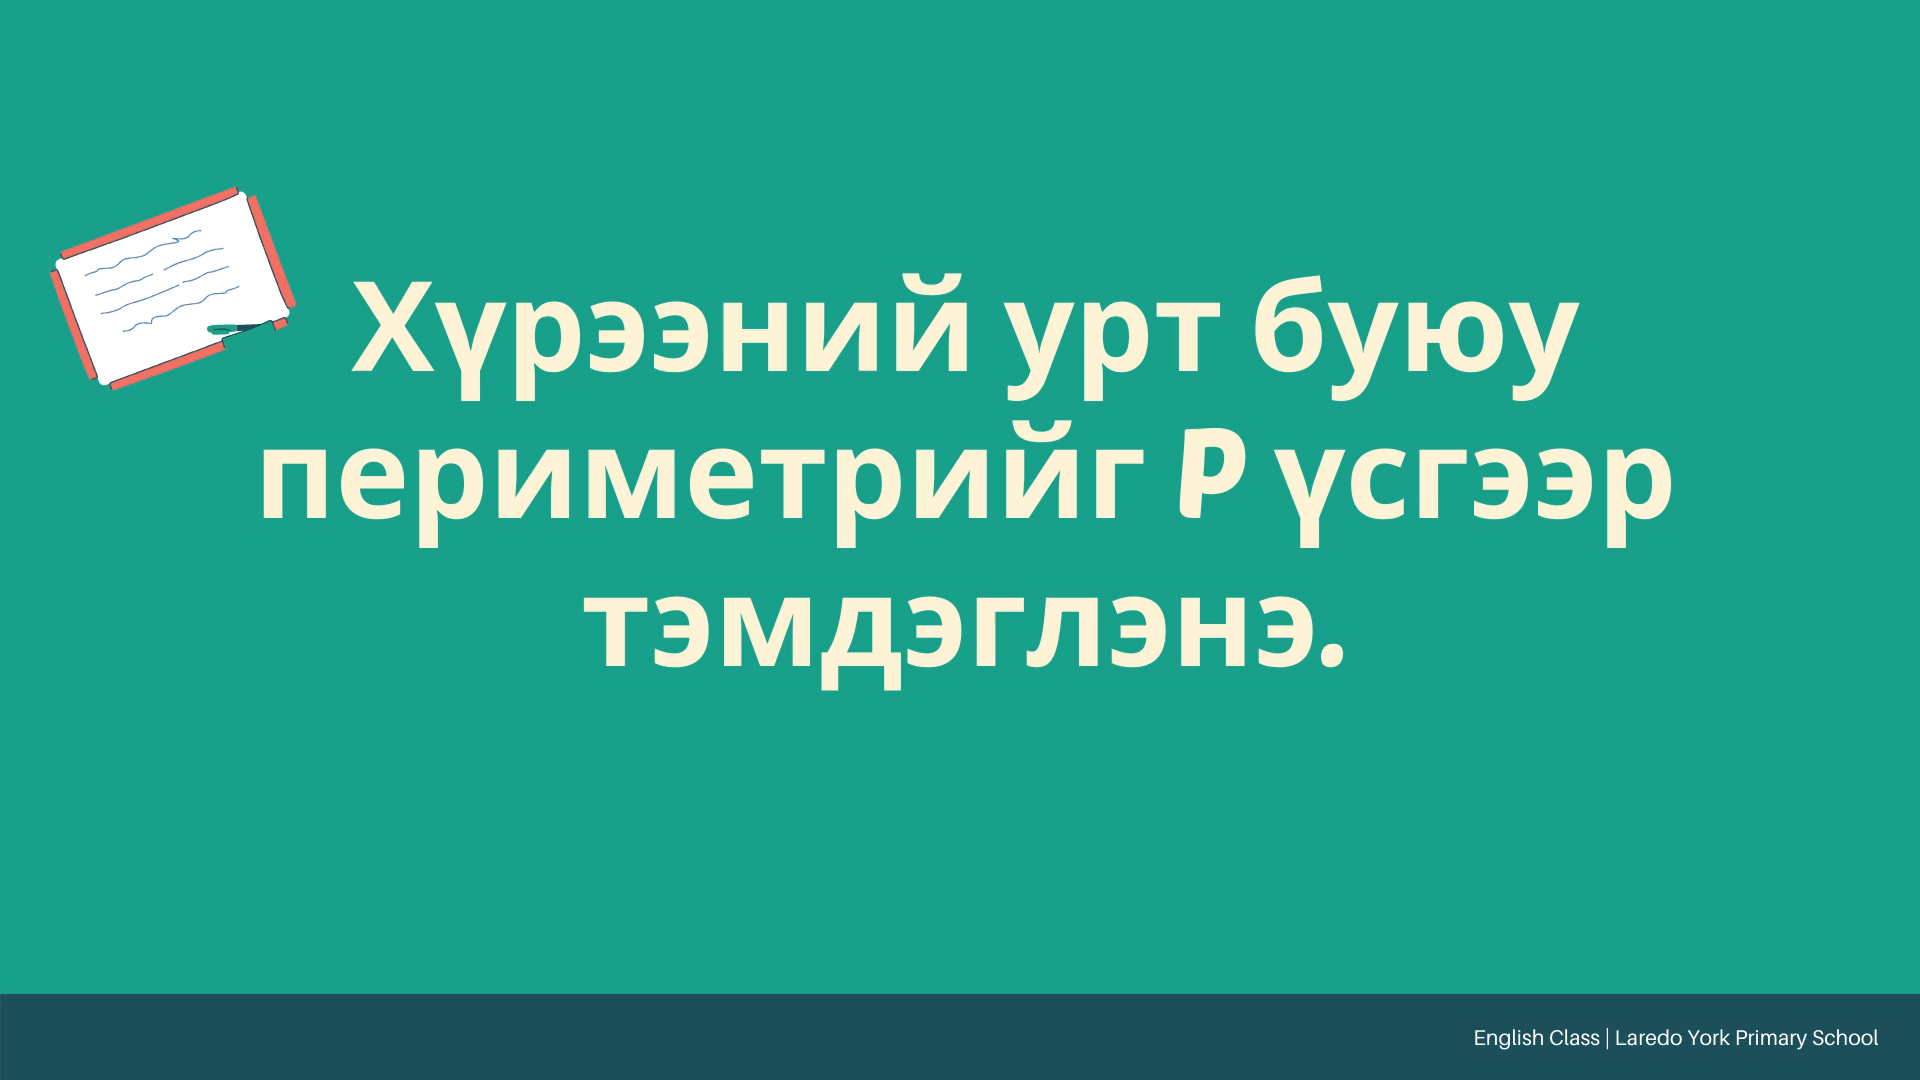 Хүрээний урт буюу
периметрийг P үсгээр
тэмдэглэнэ.
English Class | Laredo York Primary School